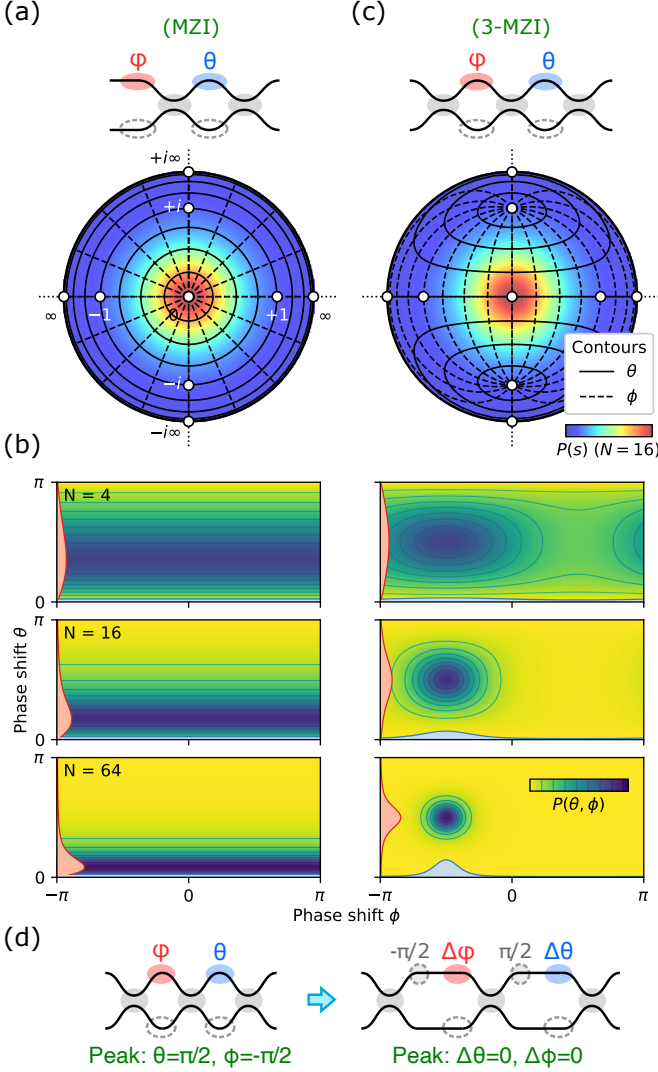 (a)
(MZI)
φ θ
+i∞
+i
∞ −1 0 +1 ∞
−i
−i∞
(c)
(3-MZI)
φ θ
Contours
θ
ϕ
P(s) (N = 16)
(b)
π
N = 4
0
π
N = 16
0
π
N = 64
0
Phase shift θ
−π 0 π
−π 0 π
Phase shift ϕ
P(θ, ϕ)
(d)
φ θ
Peak: θ=π/2, φ=-π/2
-π/2 Δφ π/2 Δθ
Peak: Δθ=0, Δφ=0